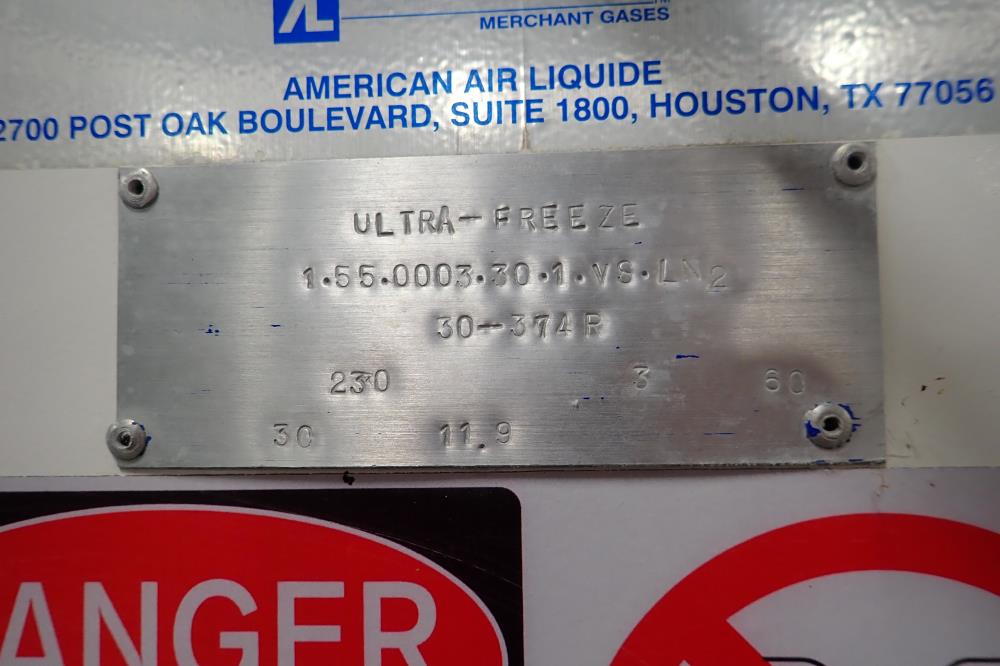 AL
MERCHANT GASES
AMERICAN AIR LIQUIDE
2700 POST OAK BOULEVARD, SUITE 1800, HOUSTON, TX 77056
ULTRA-FREEZE
1.55.0003.30.1.VS.LN2
30-374R
230 3 60
30 11.9
ANGER